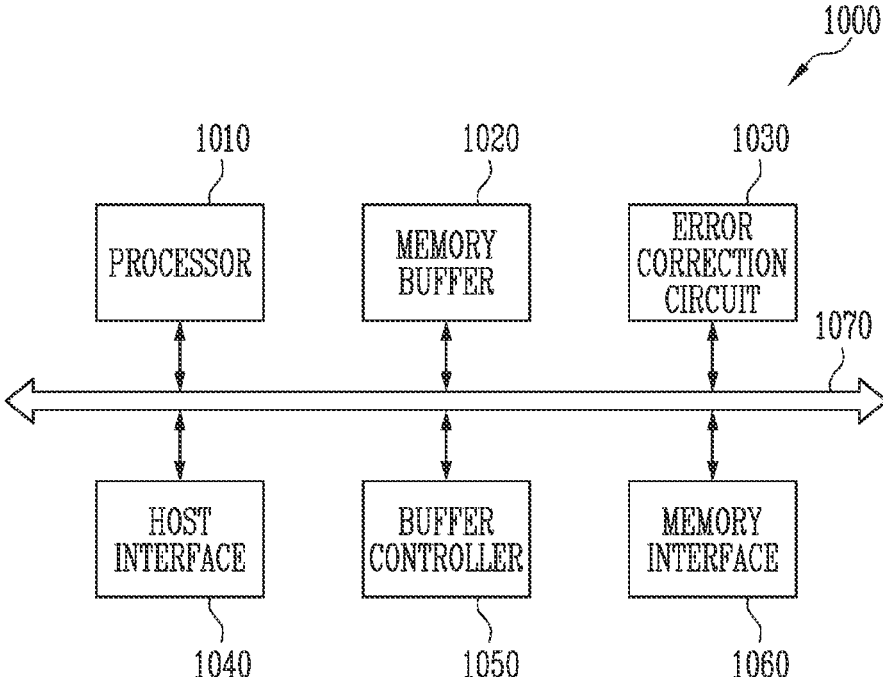 1000
1010
1020
1030
PROCESSOR
MEMORY
BUFFER
ERROR
CORRECTION
CIRCUIT
1070
HOST
INTERFACE
BUFFER
CONTROLLER
MEMORY
INTERFACE
1040
1050
1060